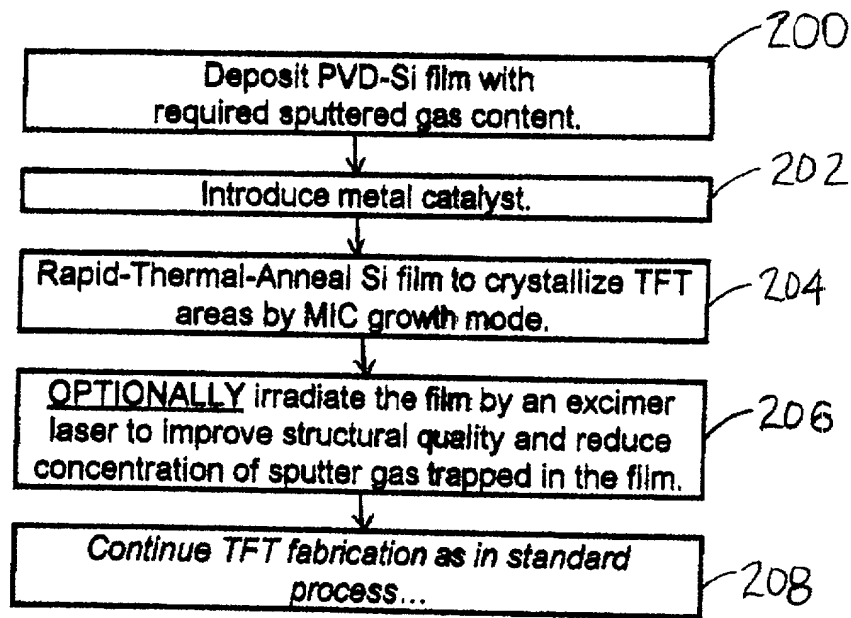 200
Deposit PVD-Si film with
required sputtered gas content.
202
Introduce metal catalyst.
Rapid-Thermal-Anneal Si film to crystallize TFT
areas by MIC growth mode.
204
OPTIONALLY irradiate the film by an excimer
laser to improve structural quality and reduce
concentration of sputter gas trapped in the film.
206
Continue TFT fabrication as in standard
process...
208